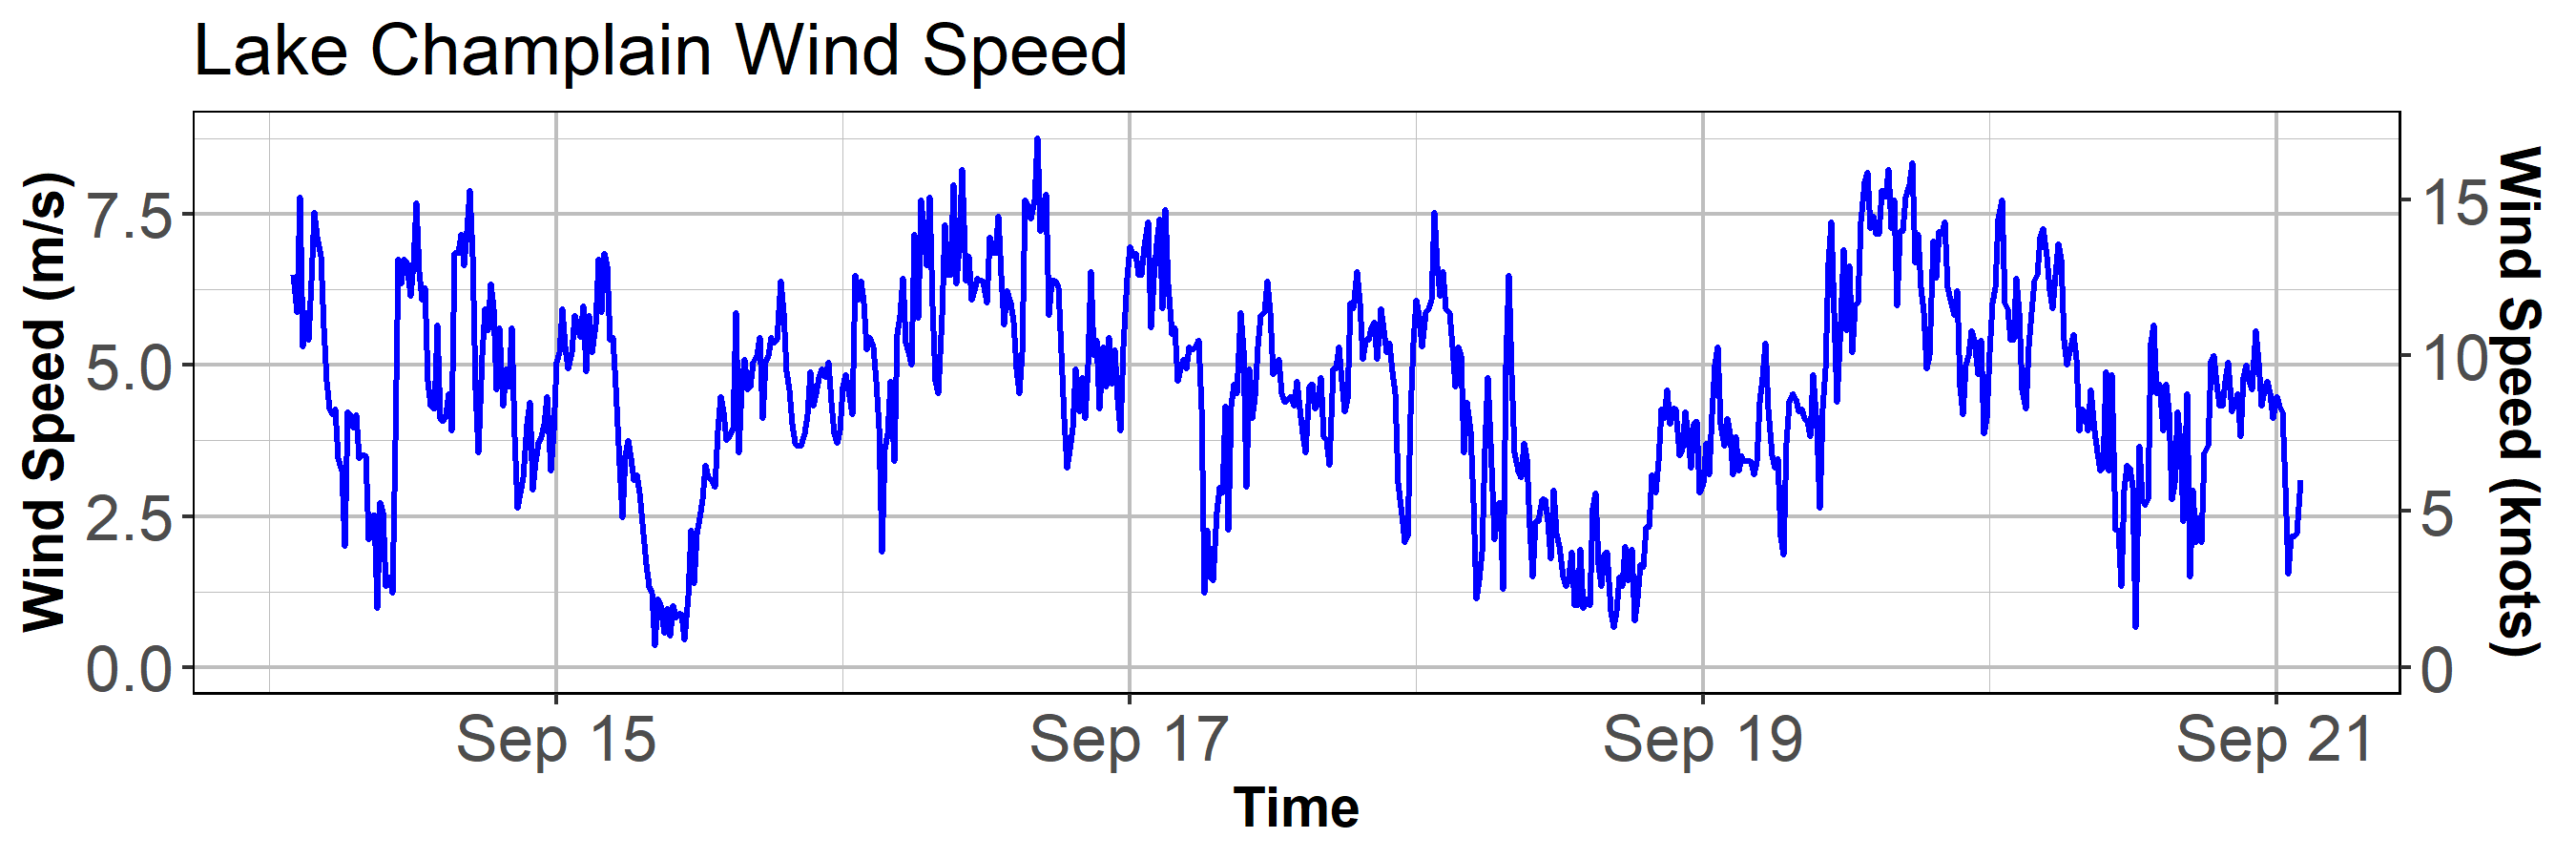 Lake Champlain Wind Speed
Wind Speed (m/s)
7.5
5.0
2.5
0.0
15
10
5
0
Wind Speed (knots)
Sep 15
Sep 17
Sep 19
Sep 21
Time